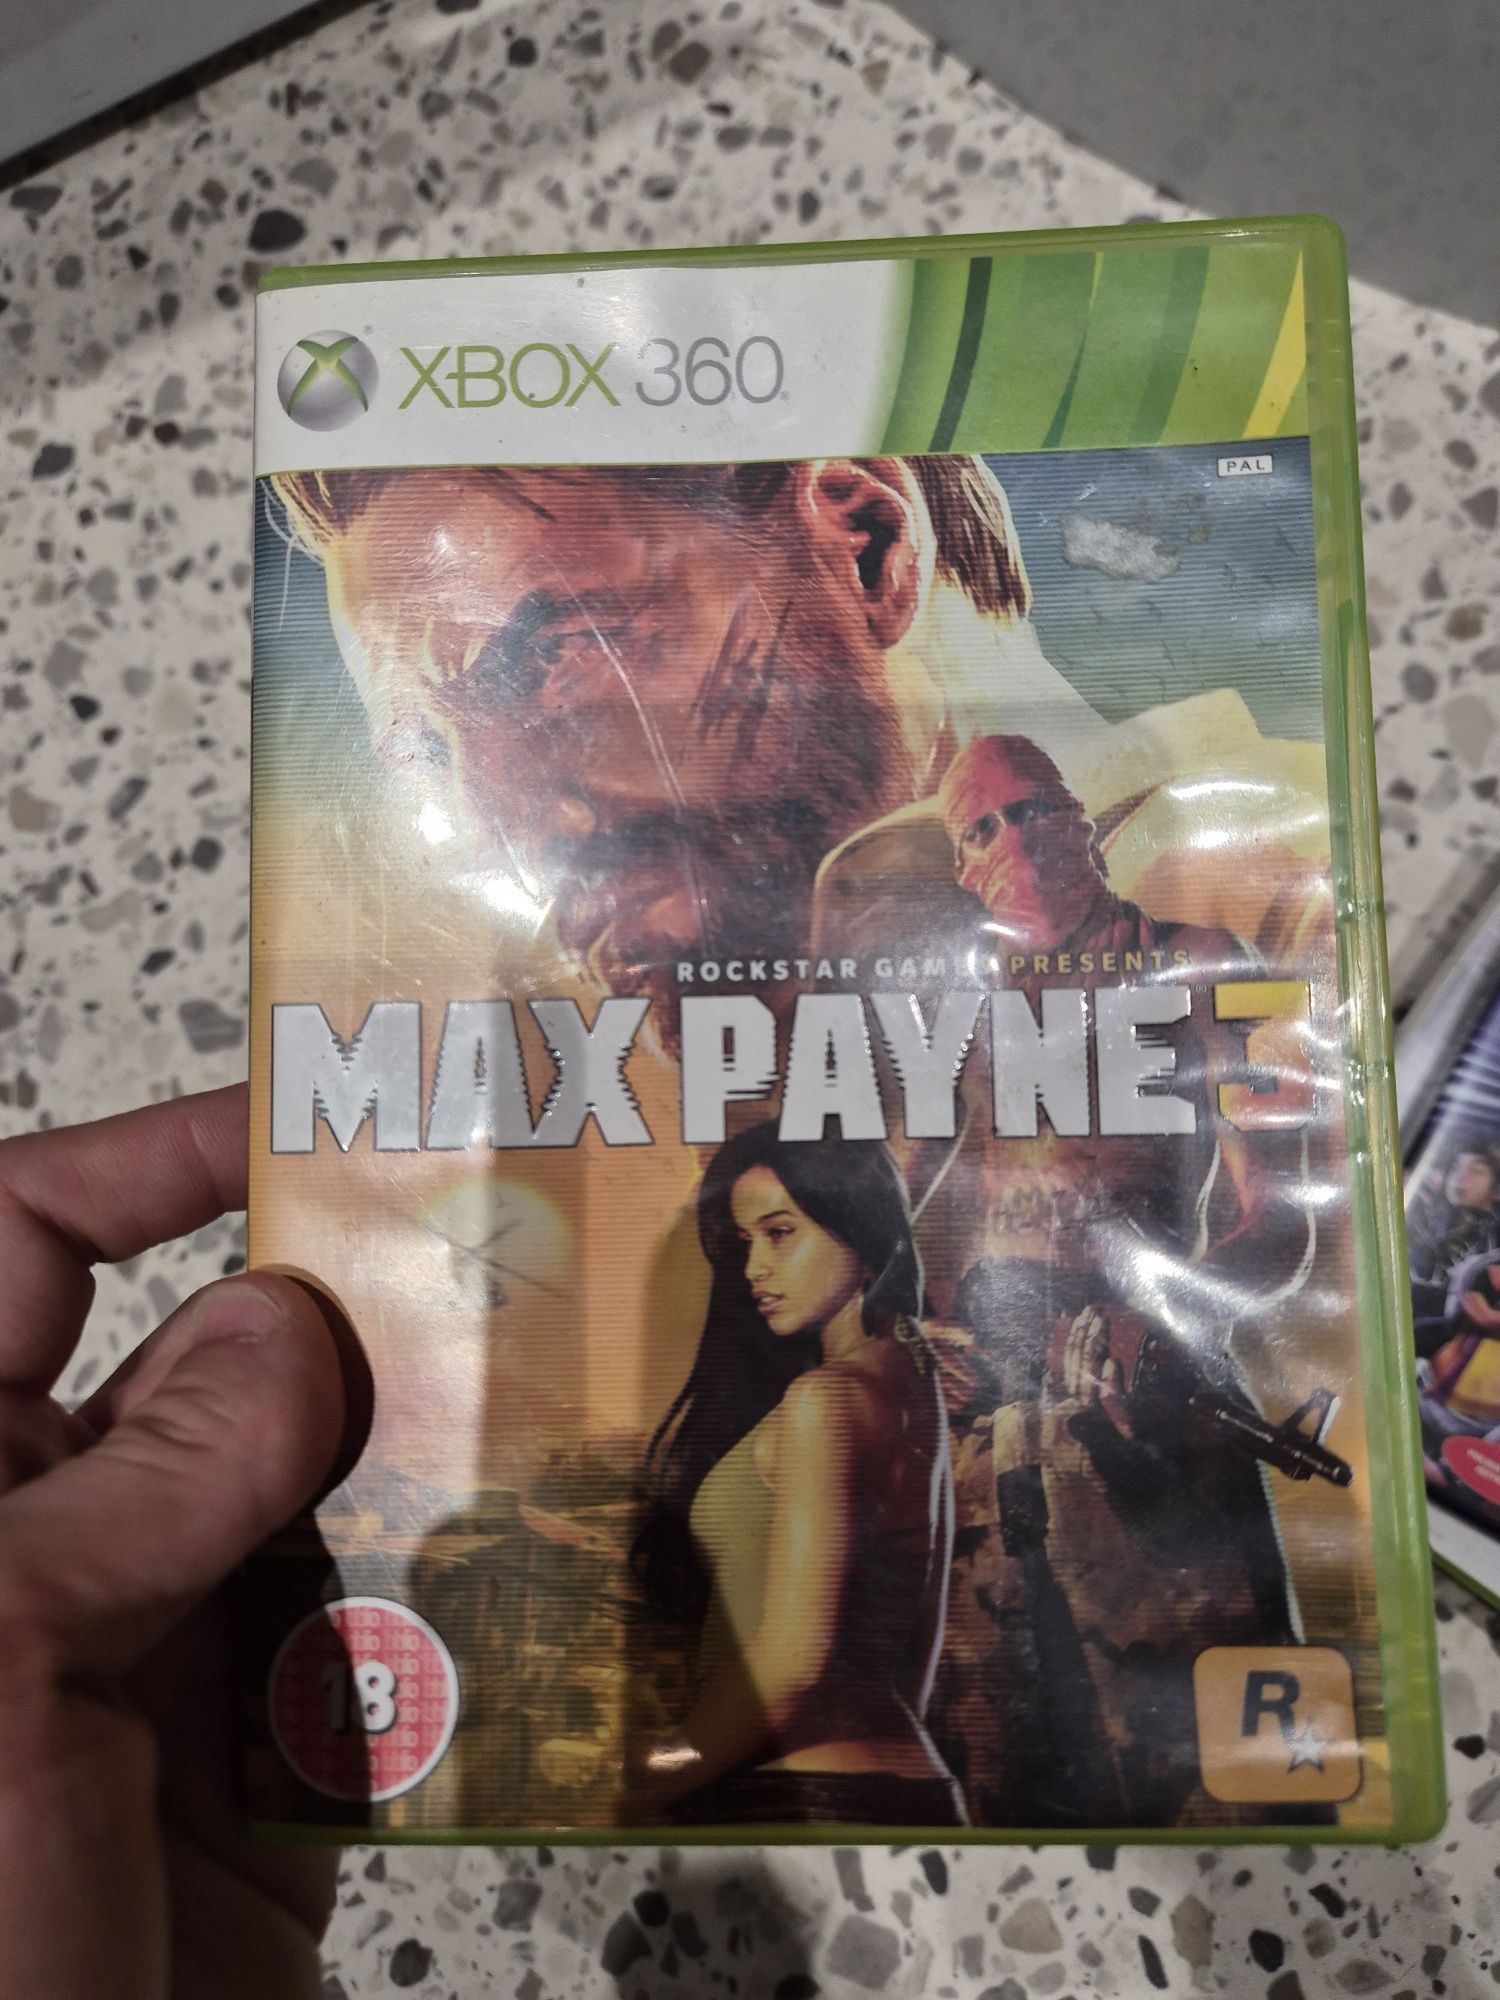 XBOX 360
PAL
ROCKSTAR GAMES PRESENTS
MAX PAYNE 3
18
R